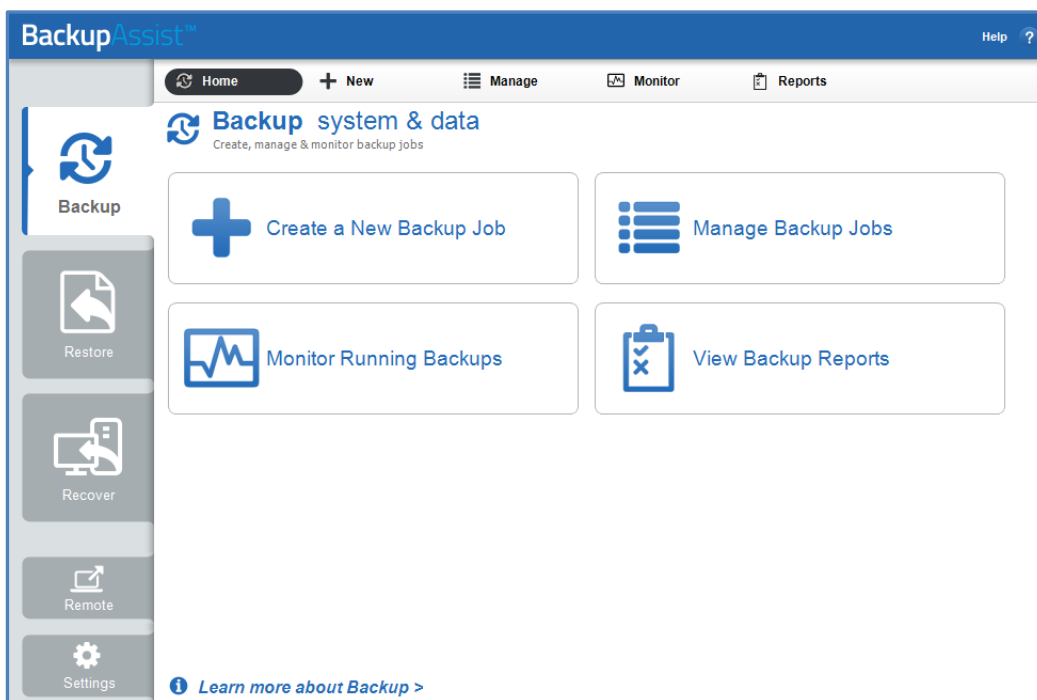 BackupAssist™
Help ?
Home New Manage Monitor Reports
Backup system & data
Create, manage & monitor backup jobs
Backup
Create a New Backup Job
Manage Backup Jobs
Restore
Monitor Running Backups
View Backup Reports
Recover
Remote
Settings
Learn more about Backup >